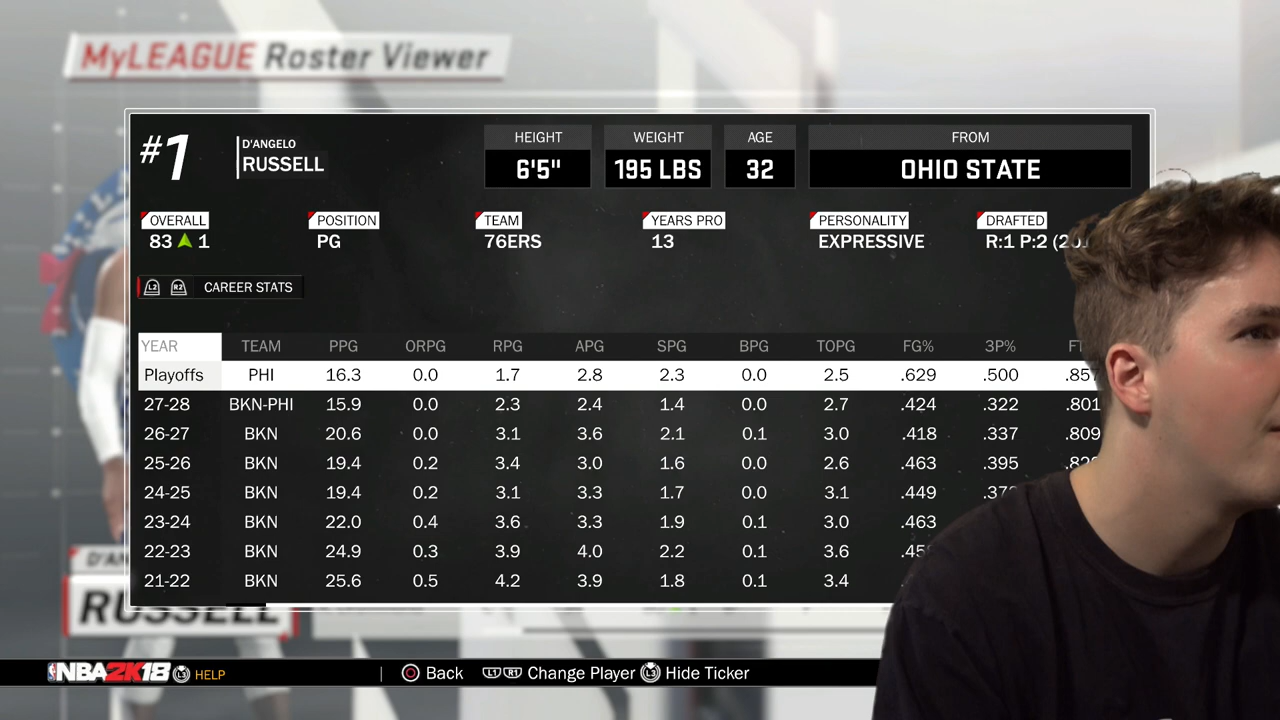 MyLEAGUE Roster Viewer
#1
D'ANGELO
RUSSELL
HEIGHT WEIGHT AGE FROM
6'5" 195 LBS 32 OHIO STATE
OVERALL POSITION TEAM YEARS PRO PERSONALITY DRAFTED
83 1 PG 76ERS 13 EXPRESSIVE R:1 P:2
L2 R2 CAREER STATS
YEAR TEAM PPG ORPG RPG APG SPG BPG TOPG FG% 3P%
Playoffs PHI 16.3 0.0 1.7 2.8 2.3 0.0 2.5 .629 .500 .857
27-28 BKN-PHI 15.9 0.0 2.3 2.4 1.4 0.0 2.7 .424 .322 .801
26-27 BKN 20.6 0.0 3.1 3.6 2.1 0.1 3.0 .418 .337 .809
25-26 BKN 19.4 0.2 3.4 3.0 1.6 0.0 2.6 .463 .395
24-25 BKN 19.4 0.2 3.1 3.3 1.7 0.0 3.1 .449
23-24 BKN 22.0 0.4 3.6 3.3 1.9 0.1 3.0 .463
22-23 BKN 24.9 0.3 3.9 4.0 2.2 0.1 3.6
21-22 BKN 25.6 0.5 4.2 3.9 1.8 0.1 3.4
RUSSELL
NBA2K18 L3 HELP | Back L1 R1 Change Player L3 Hide Ticker